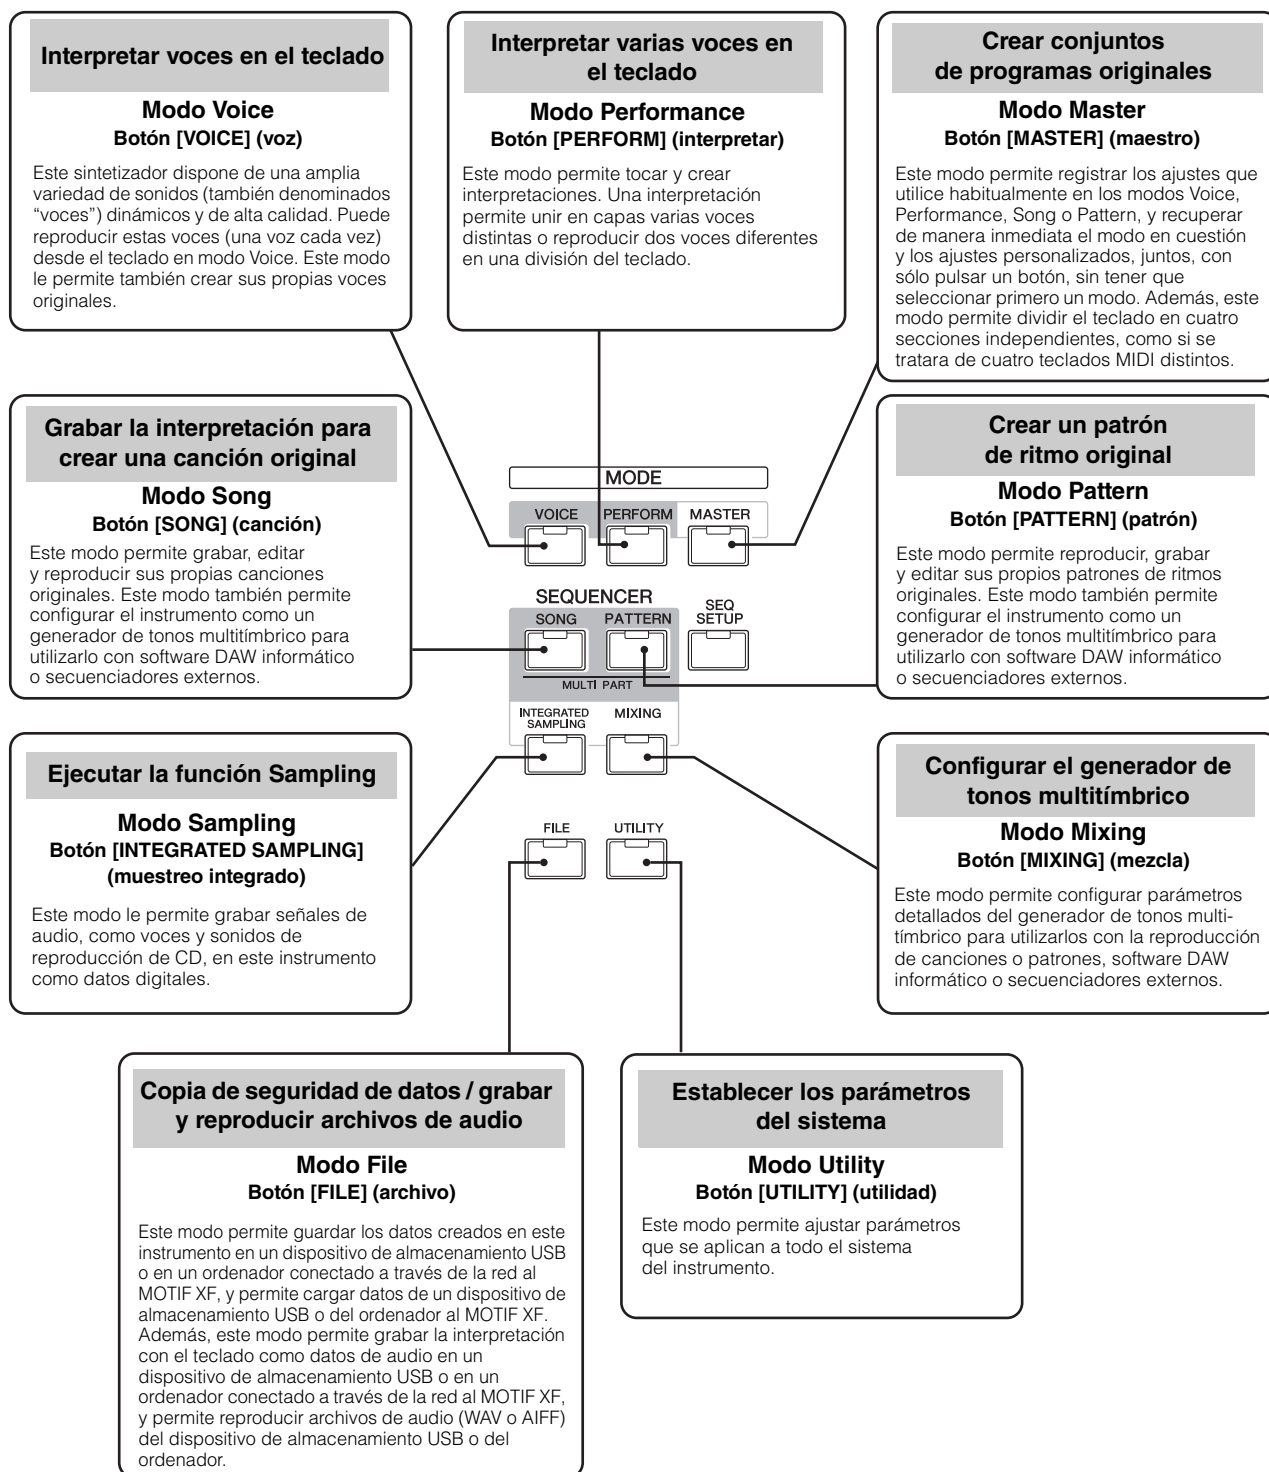 Interpretar voces en el teclado
Modo Voice
Botón [VOICE] (voz)
Este sintetizador dispone de una amplia
variedad de sonidos (también denominados
“voces”) dinámicos y de alta calidad. Puede
reproducir estas voces (una voz cada vez)
desde el teclado en modo Voice. Este modo
le permite también crear sus propias voces
originales.
Interpretar varias voces en
el teclado
Modo Performance
Botón [PERFORM] (interpretar)
Este modo permite tocar y crear
interpretaciones. Una interpretación
permite unir en capas varias voces
distintas o reproducir dos voces diferentes
en una división del teclado.
Crear conjuntos
de programas originales
Modo Master
Botón [MASTER] (maestro)
Este modo permite registrar los ajustes que
utilice habitualmente en los modos Voice,
Performance, Song o Pattern, y recuperar
de manera inmediata el modo en cuestión
y los ajustes personalizados, juntos, con
sólo pulsar un botón, sin tener que
seleccionar primero un modo. Además, este
modo permite dividir el teclado en cuatro
secciones independientes, como si se
tratara de cuatro teclados MIDI distintos.
Grabar la interpretación para
crear una canción original
Modo Song
Botón [SONG] (canción)
Este modo permite grabar, editar
y reproducir sus propias canciones
originales. Este modo también permite
configurar el instrumento como un
generador de tonos multitímbrico para
utilizarlo con software DAW informático
o secuenciadores externos.
MODE
VOICE PERFORM MASTER
SEQUENCER
SONG PATTERN
SEQ
SETUP
MULTI PART
INTEGRATED
SAMPLING
MIXING
FILE UTILITY
Crear un patrón
de ritmo original
Modo Pattern
Botón [PATTERN] (patrón)
Este modo permite reproducir, grabar
y editar sus propios patrones de ritmos
originales. Este modo también permite
configurar el instrumento como un
generador de tonos multitímbrico para
utilizarlo con software DAW informático
o secuenciadores externos.
Ejecutar la función Sampling
Modo Sampling
Botón [INTEGRATED SAMPLING]
(muestreo integrado)
Este modo le permite grabar señales de
audio, como voces y sonidos de
reproducción de CD, en este instrumento
como datos digitales.
Configurar el generador de
tonos multitímbrico
Modo Mixing
Botón [MIXING] (mezcla)
Este modo permite configurar parámetros
detallados del generador de tonos multi-
tímbrico para utilizarlos con la reproducción
de canciones o patrones, software DAW
informático o secuenciadores externos.
Copia de seguridad de datos / grabar
y reproducir archivos de audio
Modo File
Botón [FILE] (archivo)
Este modo permite guardar los datos creados en este
instrumento en un dispositivo de almacenamiento USB
o en un ordenador conectado a través de la red al
MOTIF XF, y permite cargar datos de un dispositivo de
almacenamiento USB o del ordenador al MOTIF XF.
Además, este modo permite grabar la interpretación
con el teclado como datos de audio en un
dispositivo de almacenamiento USB o en un
ordenador conectado a través de la red al MOTIF XF,
y permite reproducir archivos de audio (WAV o AIFF)
del dispositivo de almacenamiento USB o del
ordenador.
Establecer los parámetros
del sistema
Modo Utility
Botón [UTILITY] (utilidad)
Este modo permite ajustar parámetros
que se aplican a todo el sistema
del instrumento.